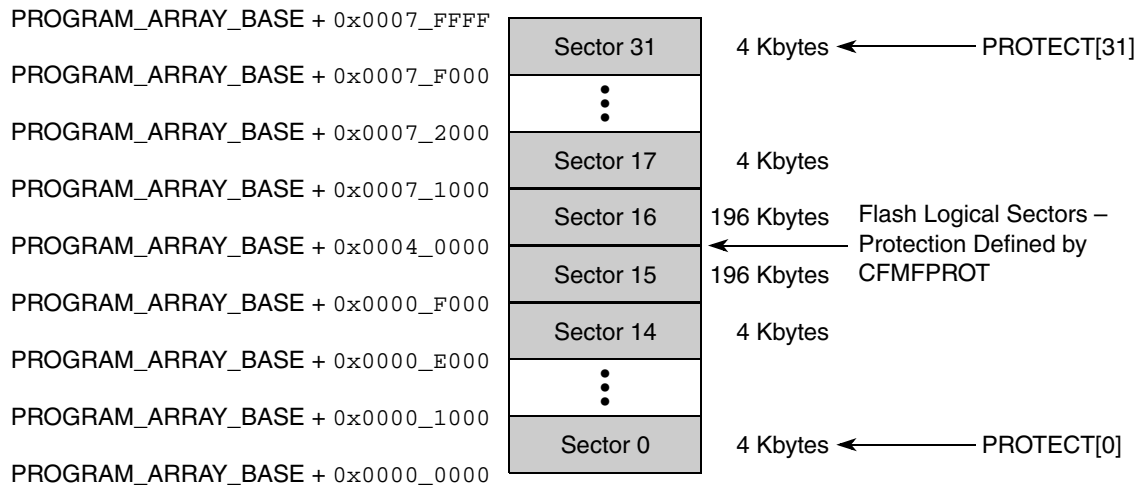 PROGRAM_ARRAY_BASE + 0x0007_FFFF
Sector 31 4 Kbytes PROTECT[31]
PROGRAM_ARRAY_BASE + 0x0007_F000
PROGRAM_ARRAY_BASE + 0x0007_2000
Sector 17 4 Kbytes
PROGRAM_ARRAY_BASE + 0x0007_1000
Sector 16 196 Kbytes
Flash Logical Sectors –
Protection Defined by
CFMFPROT
PROGRAM_ARRAY_BASE + 0x0004_0000
Sector 15 196 Kbytes
PROGRAM_ARRAY_BASE + 0x0000_F000
Sector 14 4 Kbytes
PROGRAM_ARRAY_BASE + 0x0000_E000
PROGRAM_ARRAY_BASE + 0x0000_1000
Sector 0 4 Kbytes PROTECT[0]
PROGRAM_ARRAY_BASE + 0x0000_0000